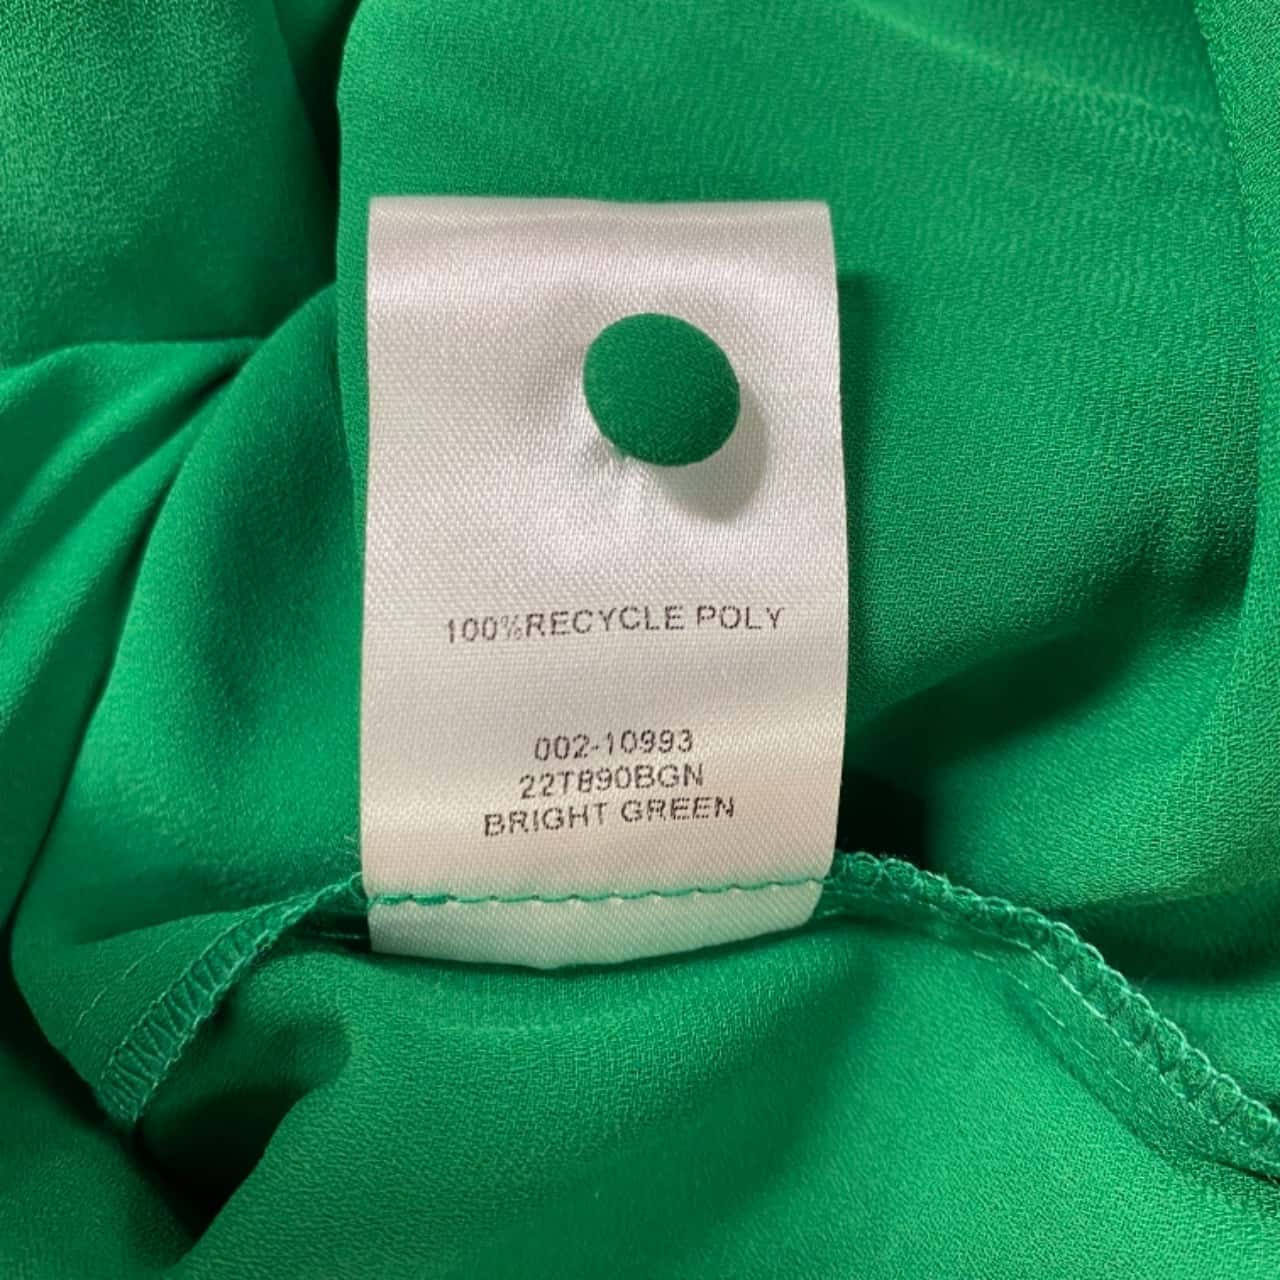 100%RECYCLE POLY
002-10993
22T890BGN
BRIGHT GREEN